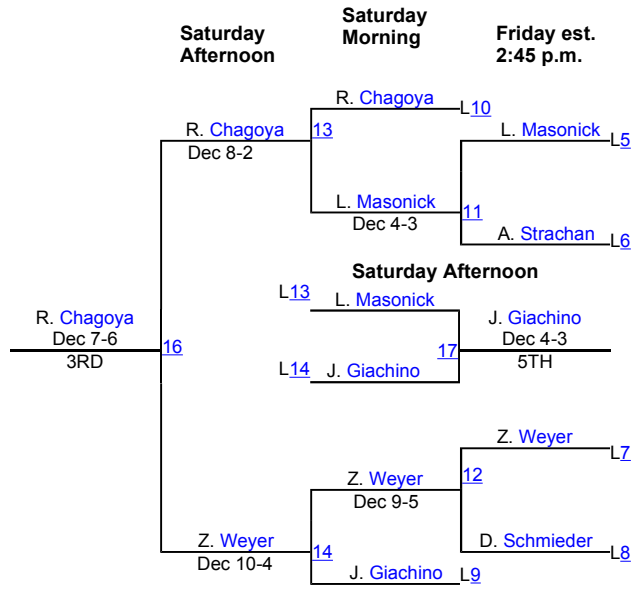 Saturday
Afternoon
Saturday
Morning
Friday est.
2:45 p.m.
R. Chagoya
L10
R. Chagoya
13
L. Masonick
L5
Dec 8-2
L. Masonick
11
Dec 4-3
A. Strachan
L6
Saturday Afternoon
L13
L. Masonick
R. Chagoya
J. Giachino
Dec 7-6
16
17
Dec 4-3
3RD
5TH
L14
J. Giachino
Z. Weyer
L7
Z. Weyer
12
Dec 9-5
Z. Weyer
14
D. Schmieder
L8
Dec 10-4
J. Giachino
L9